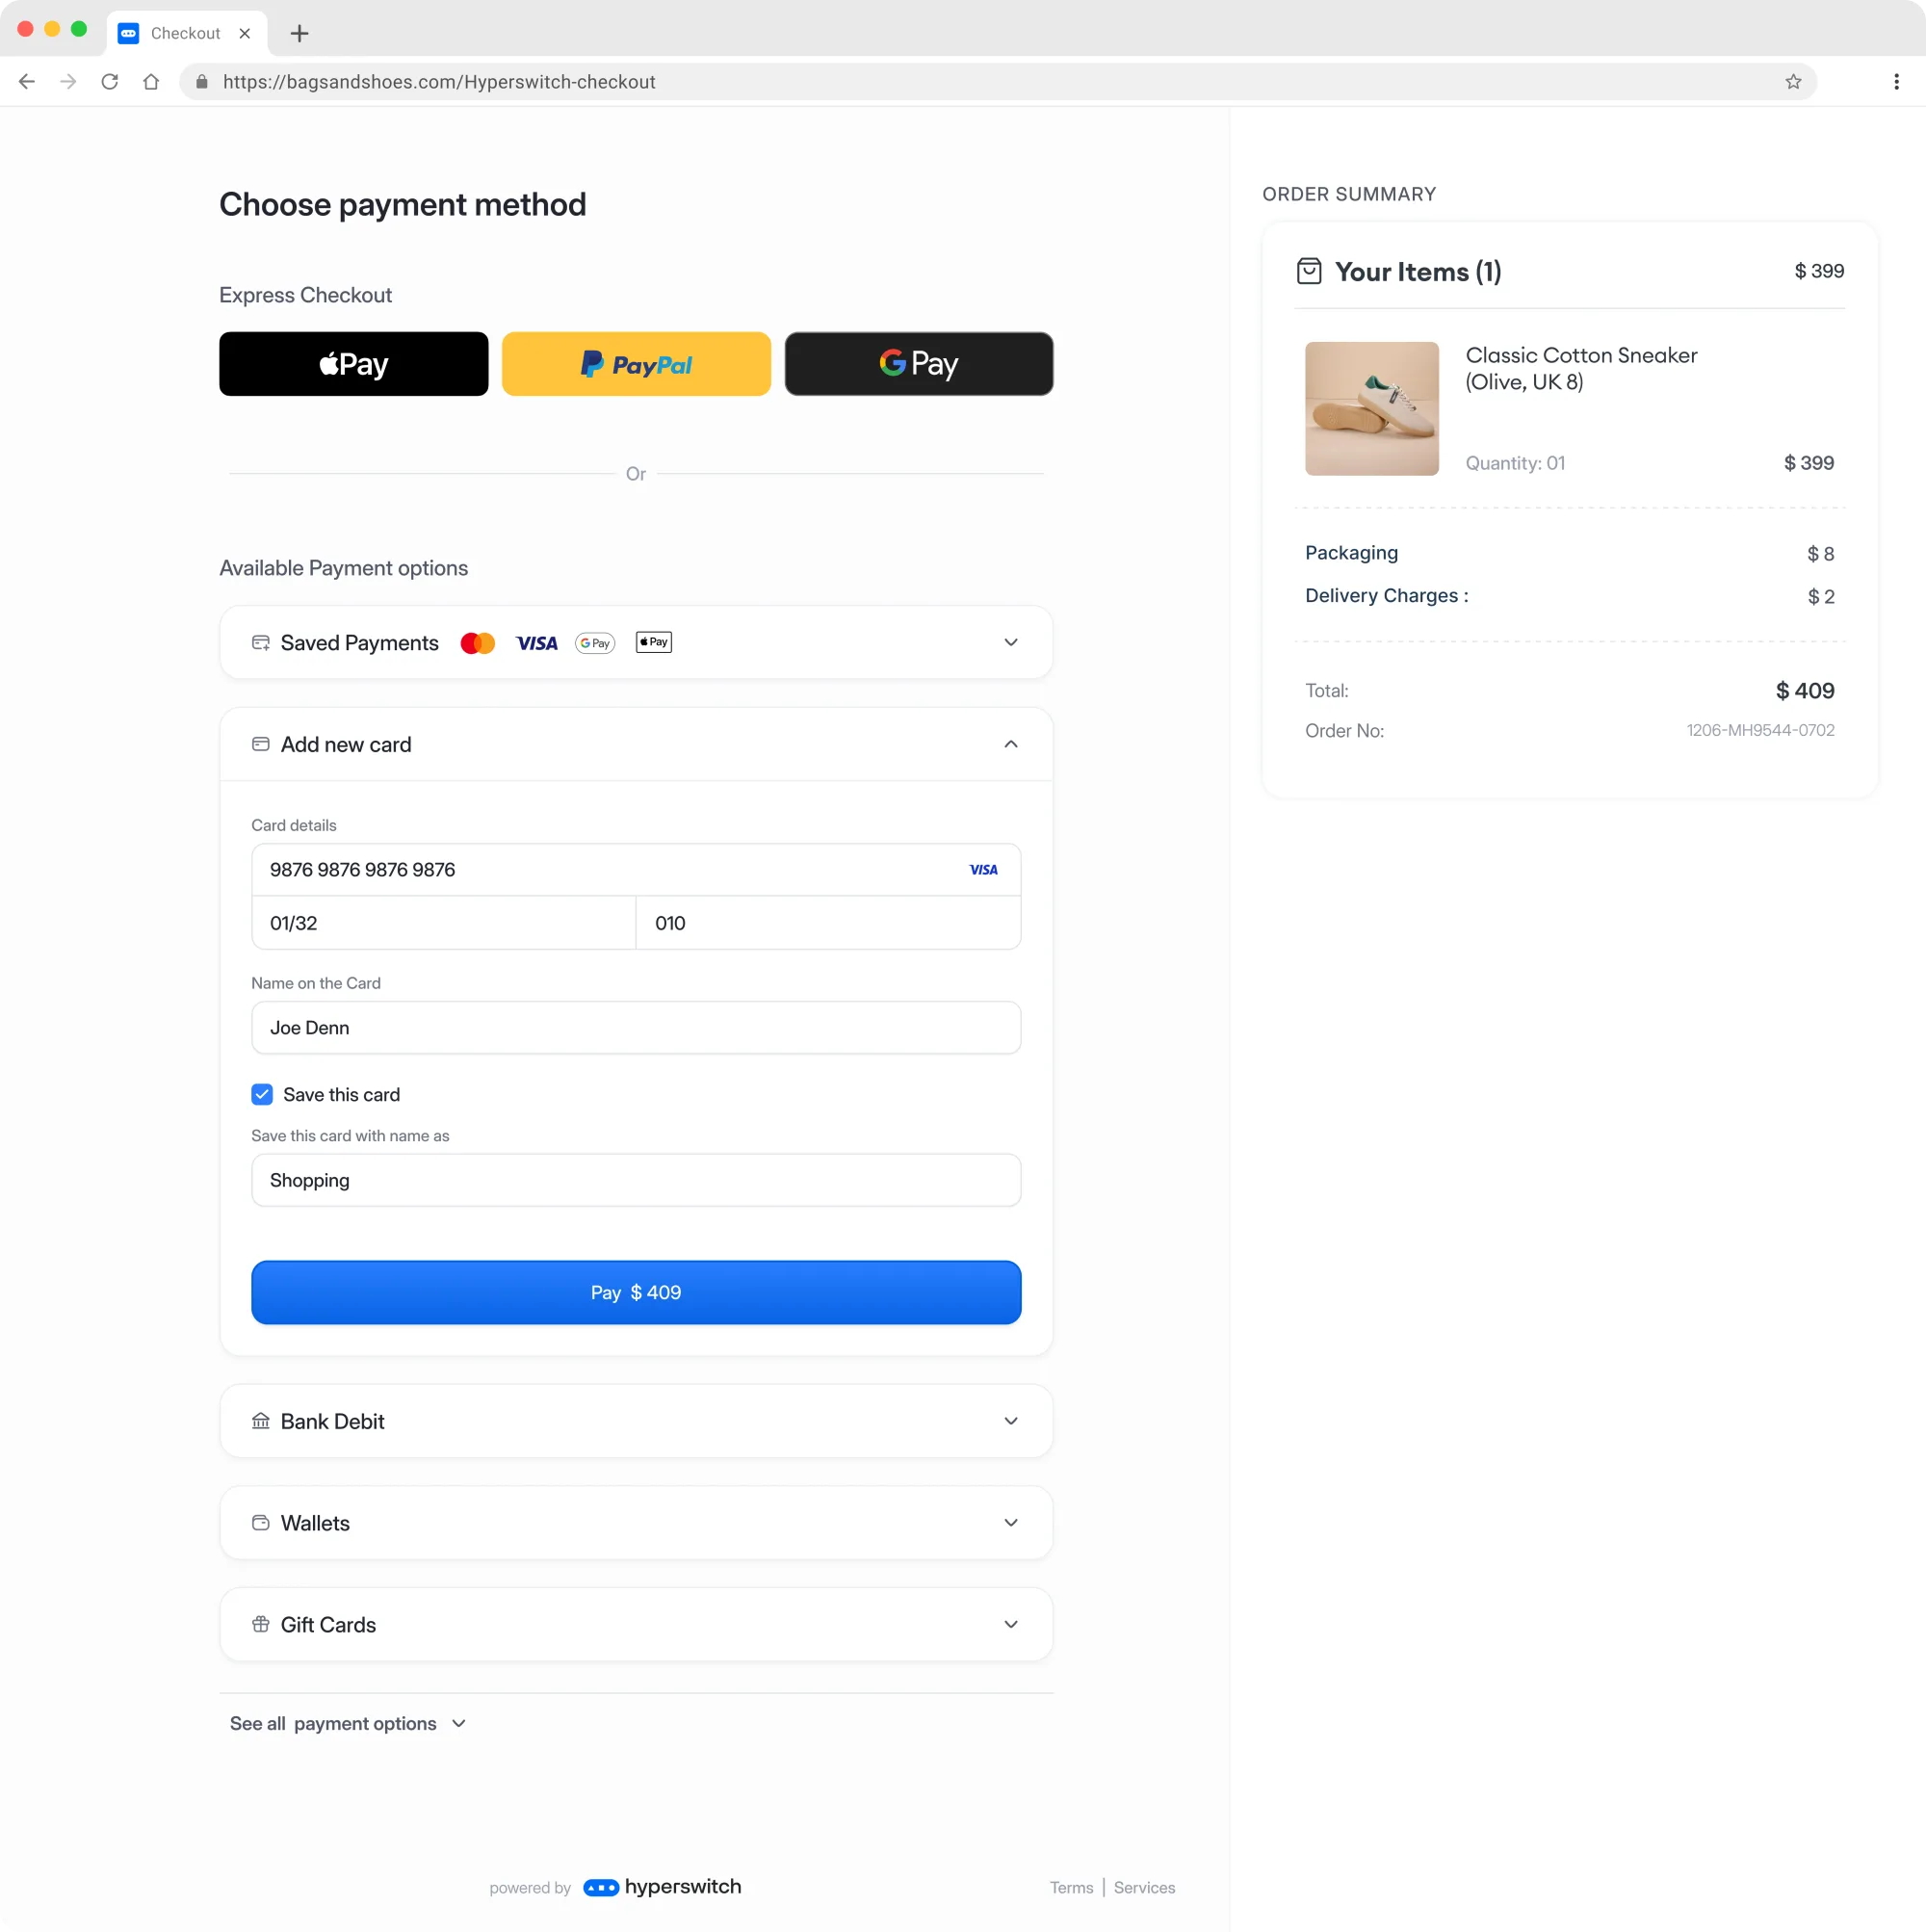 Checkout
https://bagsandshoes.com/Hyperswitch-checkout
Choose payment method
Express Checkout
Pay
PayPal
G Pay
Or
Available Payment options
Saved Payments VISA G Pay Pay
Add new card
Card details
9876 9876 9876 9876 VISA
01/32 010
Name on the Card
Joe Denn
Save this card
Save this card with name as
Shopping
Pay $ 409
Bank Debit
Wallets
Gift Cards
See all payment options
powered by hyperswitch
Terms | Services
ORDER SUMMARY
Your Items (1) $ 399
Classic Cotton Sneaker
(Olive, UK 8)
Quantity: 01 $ 399
Packaging $ 8
Delivery Charges : $ 2
Total: $ 409
Order No: 1206-MH9544-0702